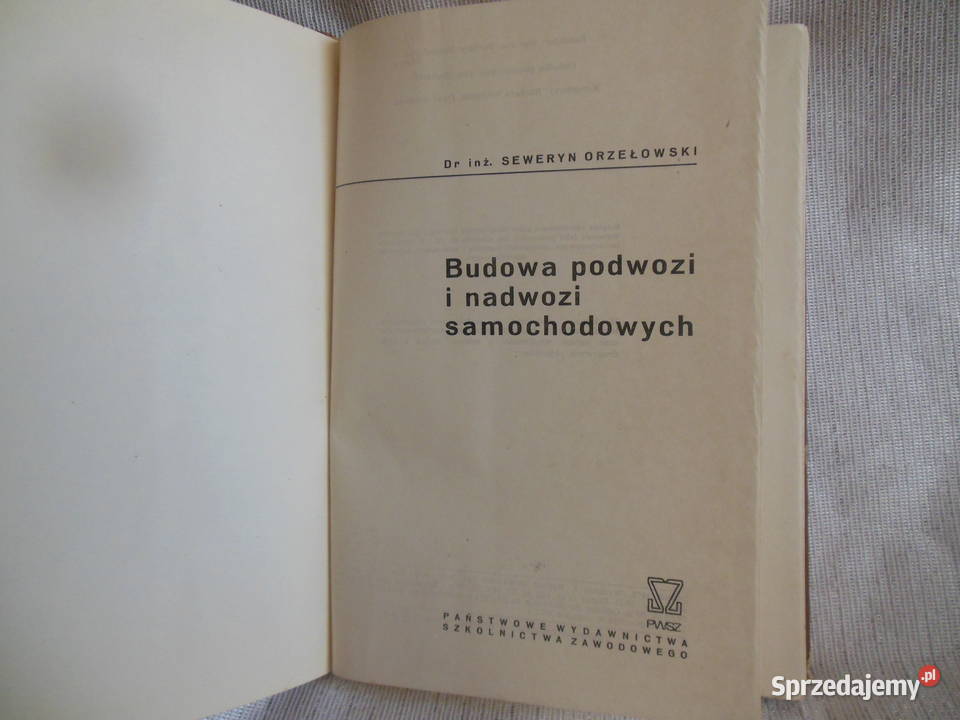 Dr inż. SEWERYN ORZEŁOWSKI
Budowa podwozi
i nadwozi
samochodowych
PWSZ
PAŃSTWOWE WYDAWNICTWA
SZKOLNICTWA ZAWODOWEGO
Sprzedajemy.pl